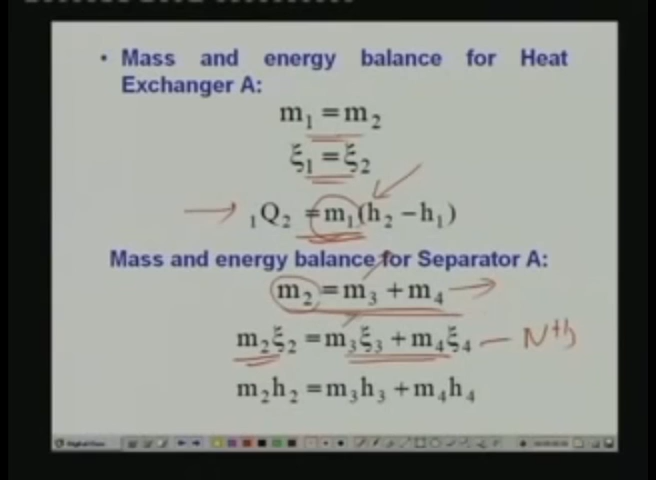 • Mass and energy balance for Heat
Exchanger A:
m₁ = m₂
ξ₁ = ξ₂
₁Q₂ = m₁(h₂ − h₁)
Mass and energy balance for Separator A:
m₂ = m₃ + m₄
m₂ξ₂ = m₃ξ₃ + m₄ξ₄ — NH₃
m₂h₂ = m₃h₃ + m₄h₄